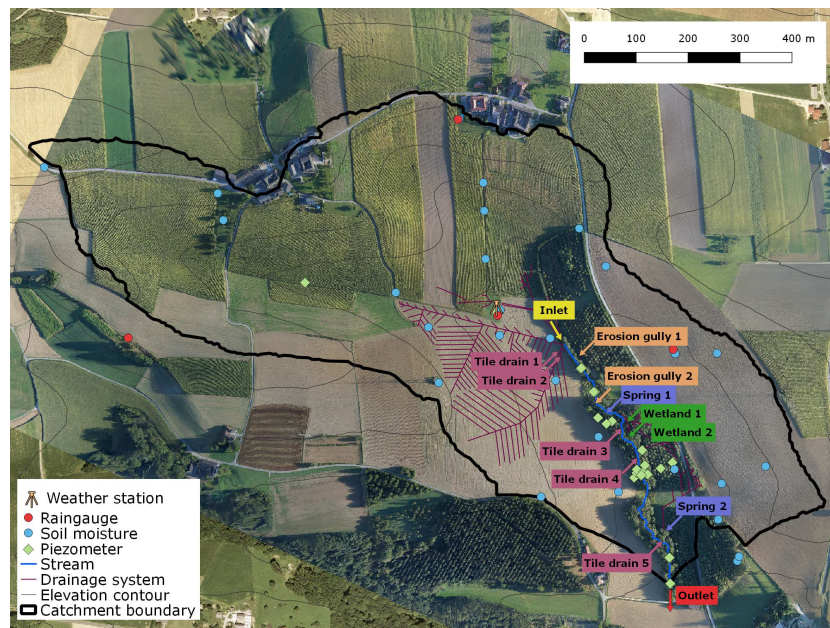 0 100 200 300 400 m
Inlet
Erosion gully 1
Tile drain 1
Tile drain 2
Erosion gully 2
Spring 1
Wetland 1
Wetland 2
Tile drain 3
Tile drain 4
Spring 2
Tile drain 5
Outlet
Weather station
Raingauge
Soil moisture
Piezometer
Stream
Drainage system
Elevation contour
Catchment boundary